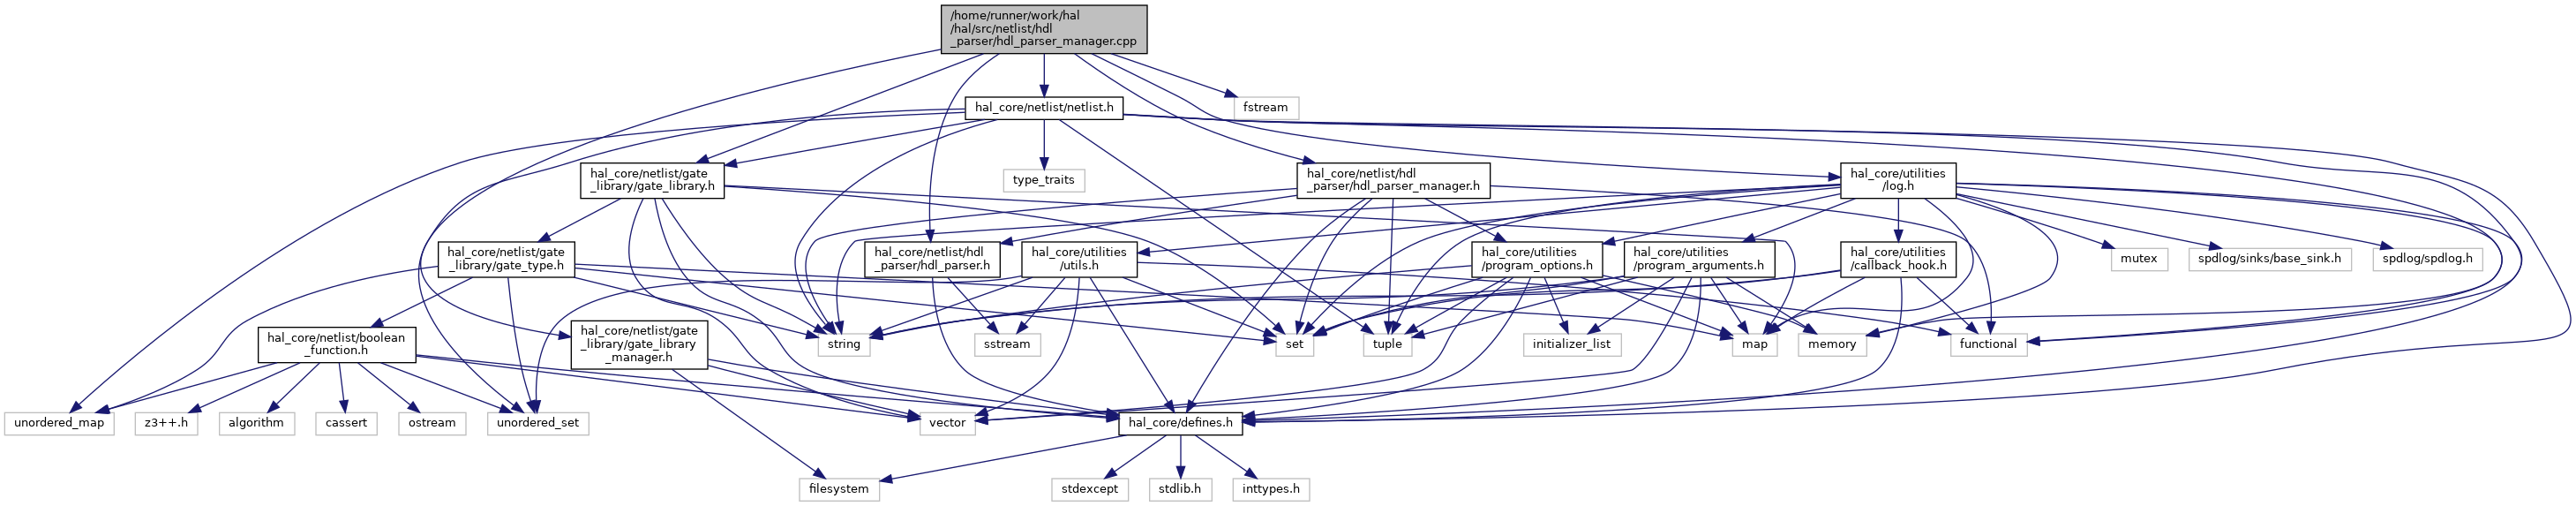 /home/runner/work/hal
/hal/src/netlist/hdl
_parser/hdl_parser_manager.cpp
hal_core/netlist/netlist.h
fstream
hal_core/netlist/gate
_library/gate_library.h
type_traits
hal_core/netlist/hdl
_parser/hdl_parser_manager.h
hal_core/utilities
/log.h
hal_core/netlist/gate
_library/gate_type.h
hal_core/netlist/hdl
_parser/hdl_parser.h
hal_core/utilities
/utils.h
hal_core/utilities
/program_options.h
hal_core/utilities
/program_arguments.h
hal_core/utilities
/callback_hook.h
mutex
spdlog/sinks/base_sink.h
spdlog/spdlog.h
hal_core/netlist/boolean
_function.h
hal_core/netlist/gate
_library/gate_library
_manager.h
string
sstream
set
tuple
initializer_list
map
memory
functional
unordered_map
z3++.h
algorithm
cassert
ostream
unordered_set
vector
hal_core/defines.h
filesystem
stdexcept
stdlib.h
inttypes.h